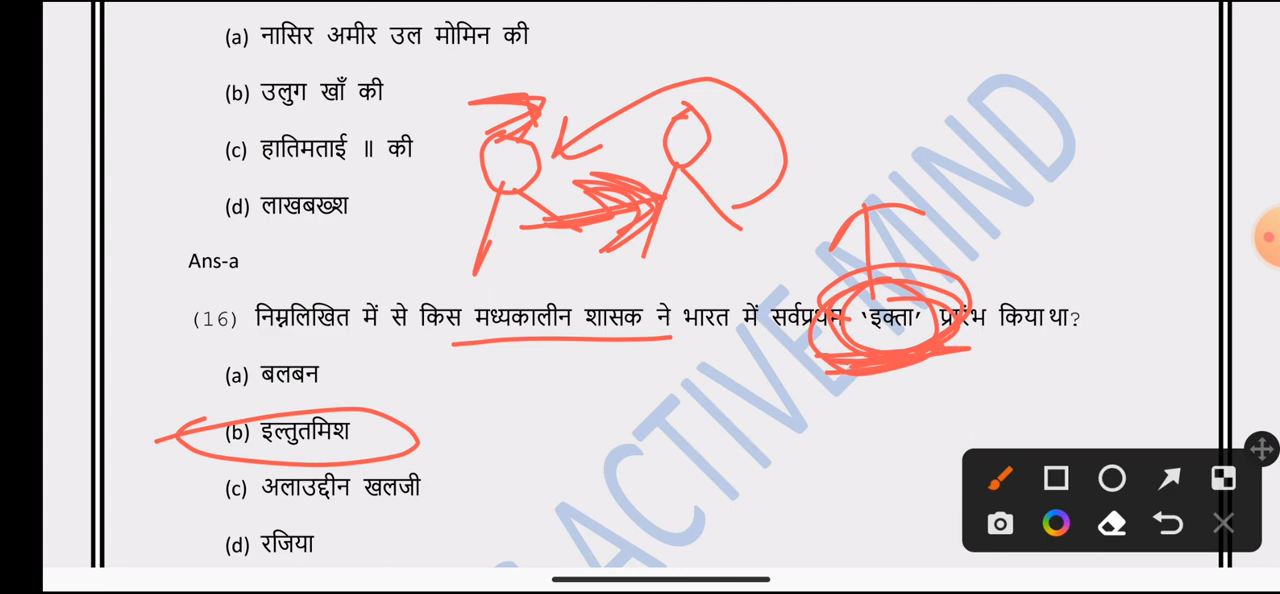 (a) नासिर अमीर उल मोमिन की
(b) उलुग खाँ की
(c) हातिमताई II की
(d) लाखबख्श
Ans-a
(16) निम्नलिखित में से किस मध्यकालीन शासक ने भारत में सर्वप्रथम 'इक्ता' प्रारंभ किया था?
(a) बलबन
(b) इल्तुतमिश
(c) अलाउद्दीन खलजी
(d) रजिया
ACTIVE MIND